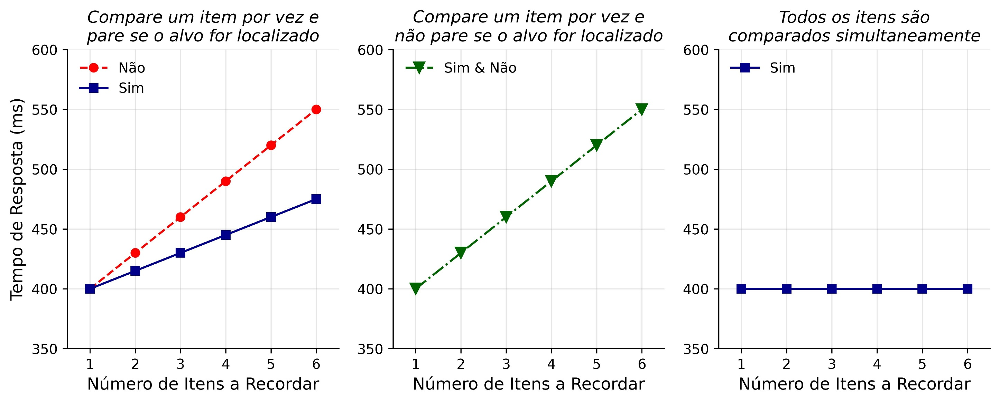 Compare um item por vez e
pare se o alvo for localizado
Compare um item por vez e
não pare se o alvo for localizado
Todos os itens são
comparados simultaneamente
Tempo de Resposta (ms)
600
550
500
450
400
350
Não
Sim
1 2 3 4 5 6
Número de Itens a Recordar
600
550
500
450
400
350
Sim & Não
1 2 3 4 5 6
Número de Itens a Recordar
600
550
500
450
400
350
Sim
1 2 3 4 5 6
Número de Itens a Recordar